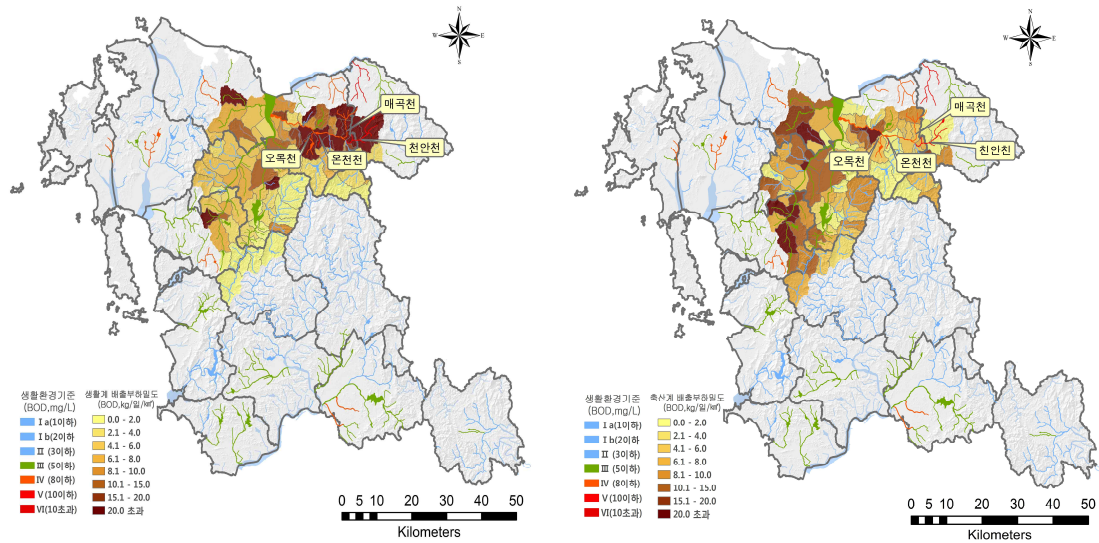 N
W
E
S
매곡천
천안천
오목천
온천천
생활환경기준
(BOD,mg/L)
Ⅰa(1이하)
Ⅰb(2이하
Ⅱ (3이하)
Ⅲ (5이하)
Ⅳ (8이하)
Ⅴ (10이하)
Ⅵ(10초과)
생활계 배출부하밀도
(BOD,kg/일/㎢)
0.0 - 2.0
2.1 - 4.0
4.1 - 6.0
6.1 - 8.0
8.1 - 10.0
10.1 - 15.0
15.1 - 20.0
20.0 초과
0 5 10 20 30 40 50
Kilometers
N
W
E
S
매곡천
친안친
오목천
온천천
생활환경기준
(BOD,mg/L)
Ⅰa(1이하)
Ⅰb(2이하
Ⅱ (3이하)
Ⅲ (5이하)
Ⅳ (8이하)
Ⅴ (10이하)
Ⅵ(10초과)
축산계 배출부하밀도
(BOD,kg/일/㎢)
0.0 - 2.0
2.1 - 4.0
4.1 - 6.0
6.1 - 8.0
8.1 - 10.0
10.1 - 15.0
15.1 - 20.0
20.0 초과
0 5 10 20 30 40 50
Kilometers